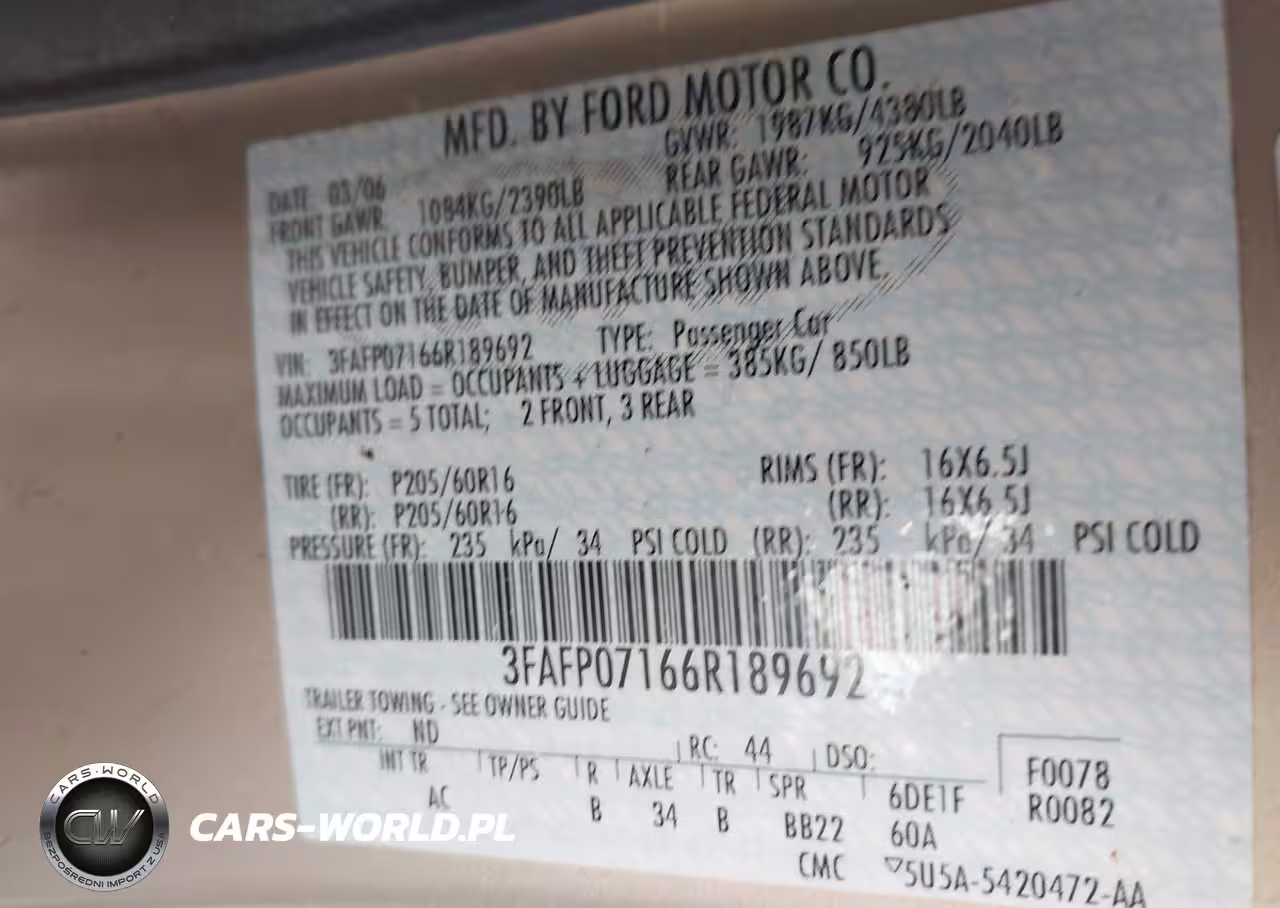 MFD. BY FORD MOTOR CO.
DATE: 03/06 GVWR: 1987KG/4380LB
FRONT GAWR: 1084KG/2390LB REAR GAWR: 925KG/2040LB
THIS VEHICLE CONFORMS TO ALL APPLICABLE FEDERAL MOTOR
VEHICLE SAFETY, BUMPER, AND THEFT PREVENTION STANDARDS
IN EFFECT ON THE DATE OF MANUFACTURE SHOWN ABOVE.
VIN: 3FAFP07166R189692 TYPE: Passenger Car
MAXIMUM LOAD = OCCUPANTS + LUGGAGE = 385KG/ 850LB
OCCUPANTS = 5 TOTAL; 2 FRONT, 3 REAR
TIRE (FR): P205/60R16 RIMS (FR): 16X6.5J
(RR): P205/60R16 (RR): 16X6.5J
PRESSURE (FR): 235 kPa/ 34 PSI COLD (RR): 235 kPa/ 34 PSI COLD
3FAFP07166R189692
TRAILER TOWING - SEE OWNER GUIDE
EXT PNT: ND RC: 44 DSO: F0078
INT TR TP/PS R AXLE TR SPR 6DE1F R0082
AC B 34 B BB22 60A
CMC ▽5U5A-5420472-AA
CARS-WORLD
CW
BEZPOŚREDNI IMPORT Z USA
CARS-WORLD.PL